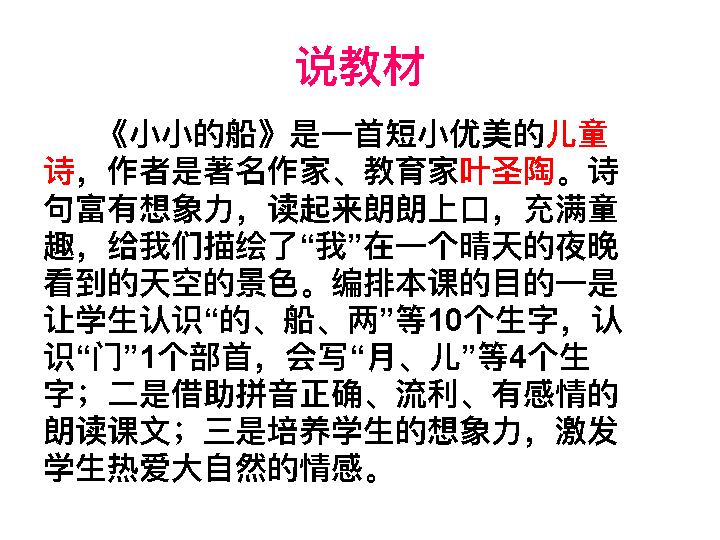 说教材
《小小的船》是一首短小优美的儿童
诗，作者是著名作家、教育家叶圣陶。诗
句富有想象力，读起来朗朗上口，充满童
趣，给我们描绘了“我”在一个晴天的夜晚
看到的天空的景色。编排本课的目的一是
让学生认识“的、船、两”等10个生字，认
识“门”1个部首，会写“月、儿”等4个生
字；二是借助拼音正确、流利、有感情的
朗读课文；三是培养学生的想象力，激发
学生热爱大自然的情感。